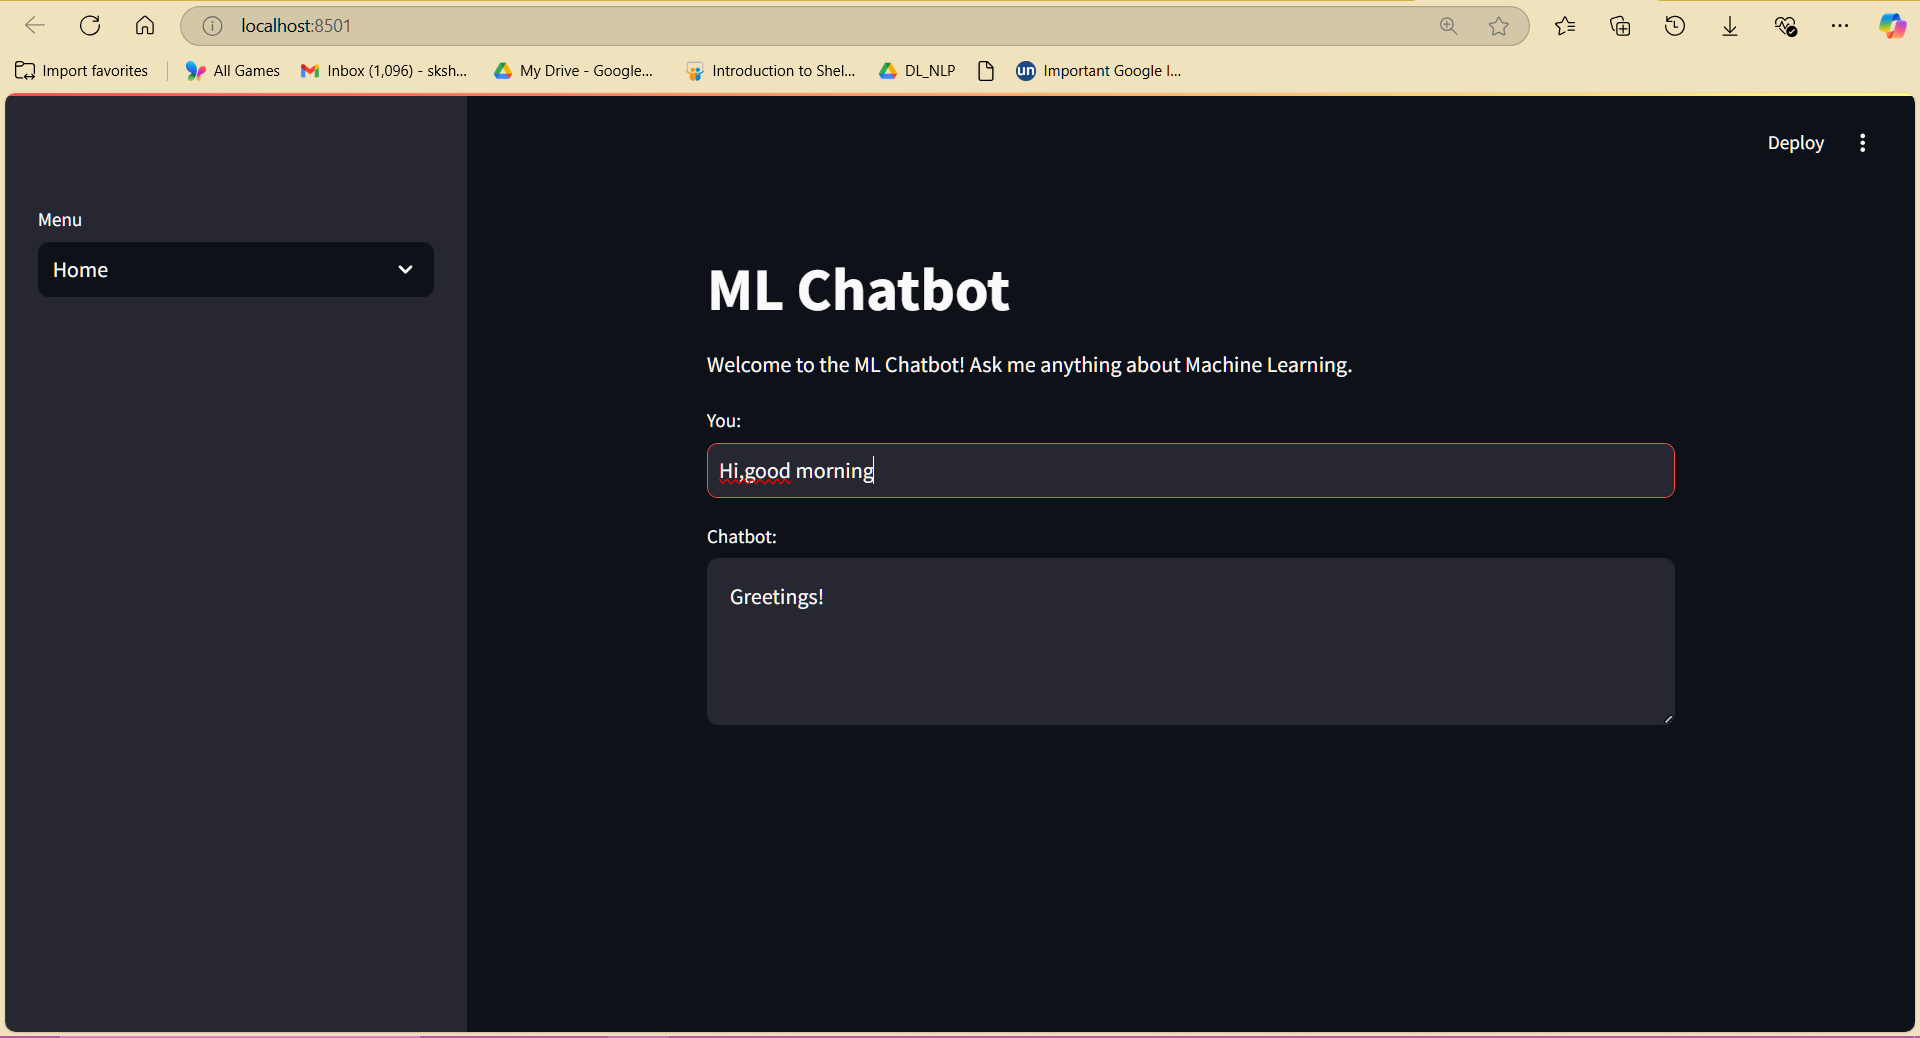 localhost:8501
Import favorites All Games Inbox (1,096) - sksh... My Drive - Google... Introduction to Shel... DL_NLP un Important Google I...
Deploy
Menu
Home
ML Chatbot
Welcome to the ML Chatbot! Ask me anything about Machine Learning.
You:
Hi,good morning
Chatbot:
Greetings!